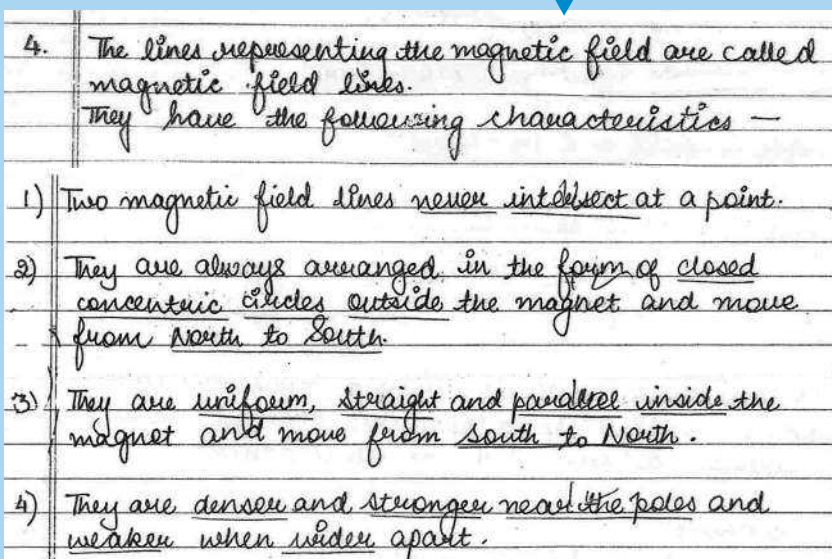 4. The lines representing the magnetic field are called
magnetic field lines.
They have the following characteristics –
1) Two magnetic field lines never intersect at a point.
2) They are always arranged in the form of closed
concentric circles outside the magnet and move
from North to South.
3) They are uniform, straight and parallel inside the
magnet and move from South to North.
4) They are denser and stronger near the poles and
weaker when wider apart.